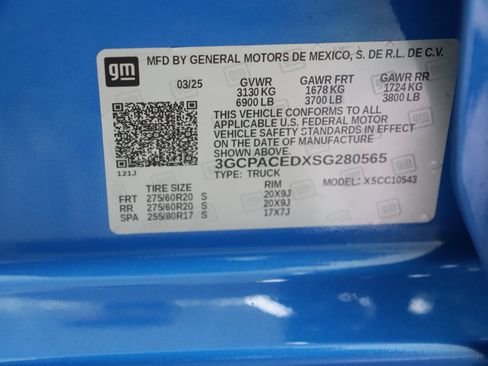 gm
MFD BY GENERAL MOTORS DE MEXICO, S. DE R.L. DE C.V.
03/25 GVWR GAWR FRT GAWR RR
3130 KG 1678 KG 1724 KG
6900 LB 3700 LB 3800 LB
THIS VEHICLE CONFORMS TO ALL
APPLICABLE U.S. FEDERAL MOTOR
VEHICLE SAFETY STANDARDS IN EFFECT
ON THE DATE OF MANUFACTURE
SHOWN ABOVE.
3GCPACEDXSG280565
121J
TYPE: TRUCK MODEL: X5CC10543
TIRE SIZE RIM
FRT 275/60R20 S 20X9J
RR 275/60R20 S 20X9J
SPA 255/80R17 S 17X7J